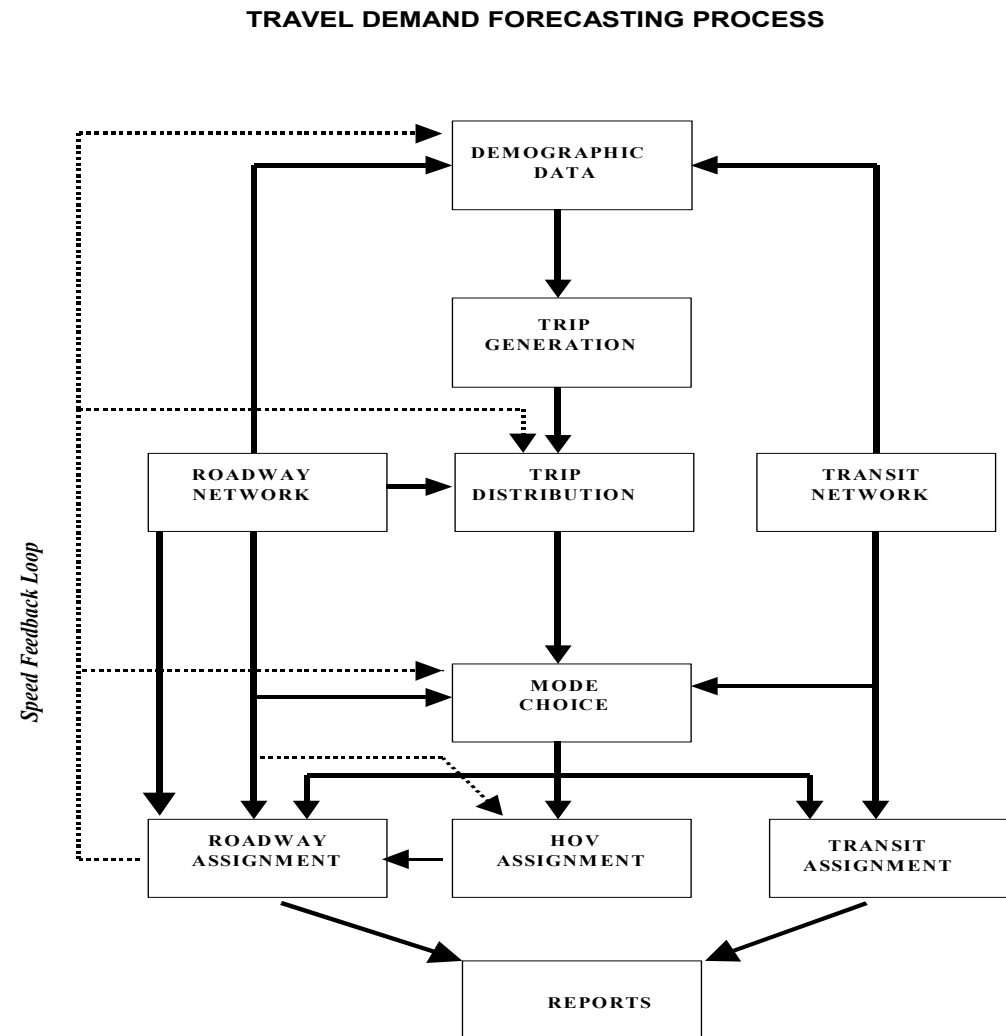 TRAVEL DEMAND FORECASTING PROCESS
DEMOGRAPHIC
DATA
TRIP
GENERATION
ROADWAY
NETWORK
TRIP
DISTRIBUTION
TRANSIT
NETWORK
Speed Feedback Loop
MODE
CHOICE
ROADWAY
ASSIGNMENT
HOV
ASSIGNMENT
TRANSIT
ASSIGNMENT
REPORTS